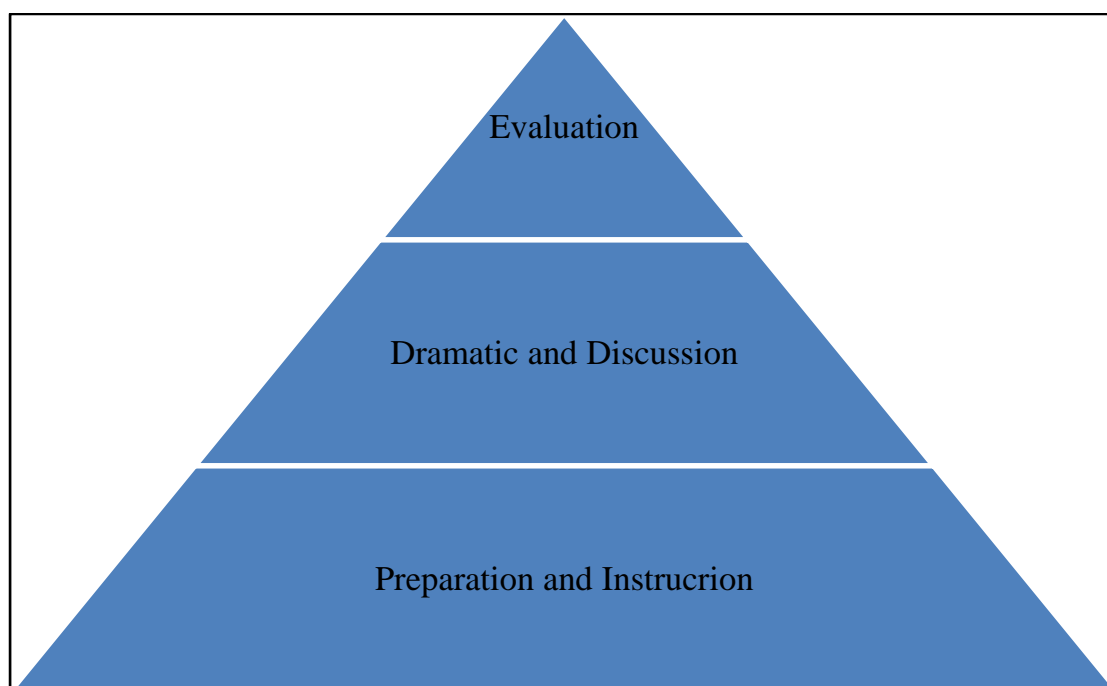 Evaluation
Dramatic and Discussion
Preparation and Instrucrion